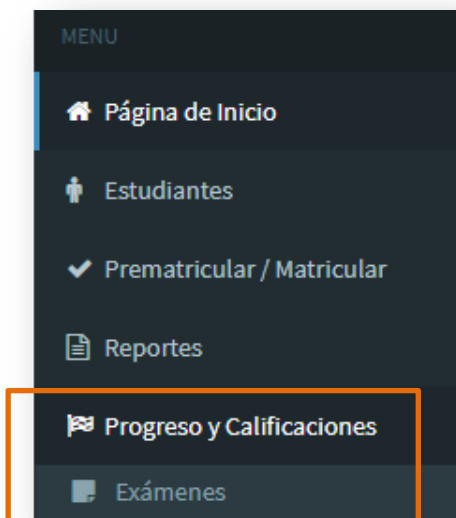 MENU
Página de Inicio
Estudiantes
Prematricular / Matricular
Reportes
Progreso y Calificaciones
Exámenes